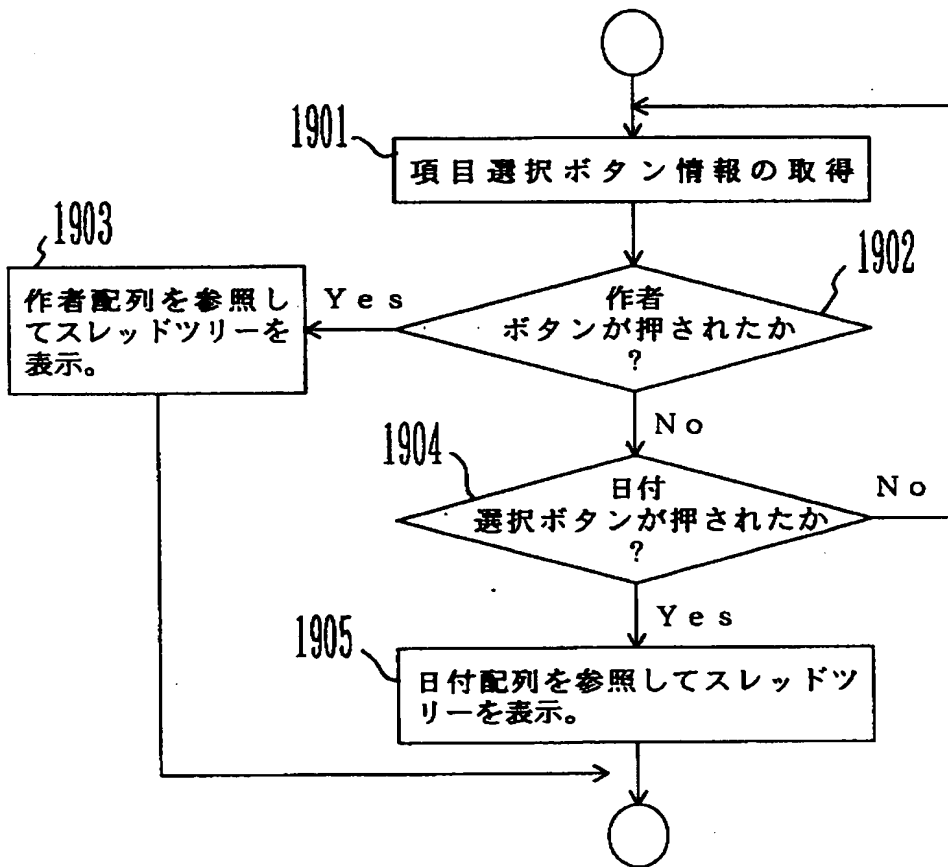 1901
項目選択ボタン情報の取得
1903
1902
作者配列を参照し
てスレッドツリーを
表示。
Yes
作者
ボタンが押されたか
?
No
1904
日付
選択ボタンが押されたか
?
No
Yes
1905
日付配列を参照してスレッドツ
リーを表示。